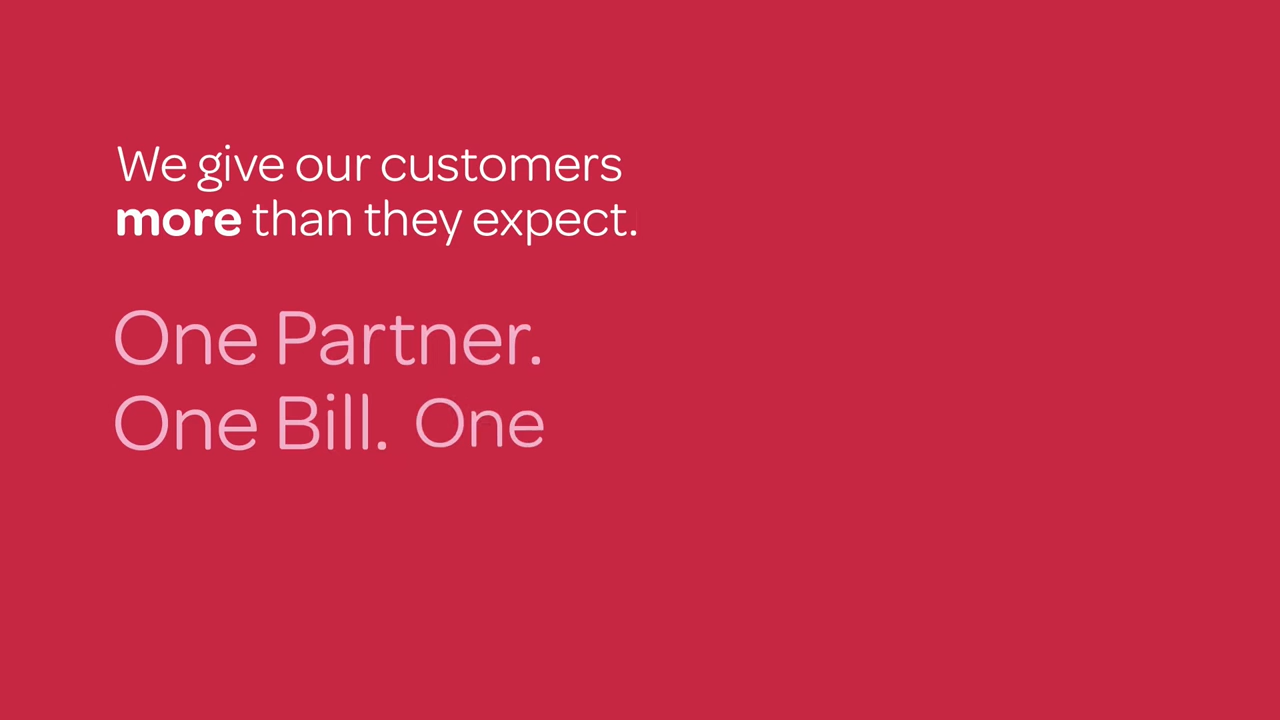 We give our customers
more than they expect.
One Partner.
One Bill. One